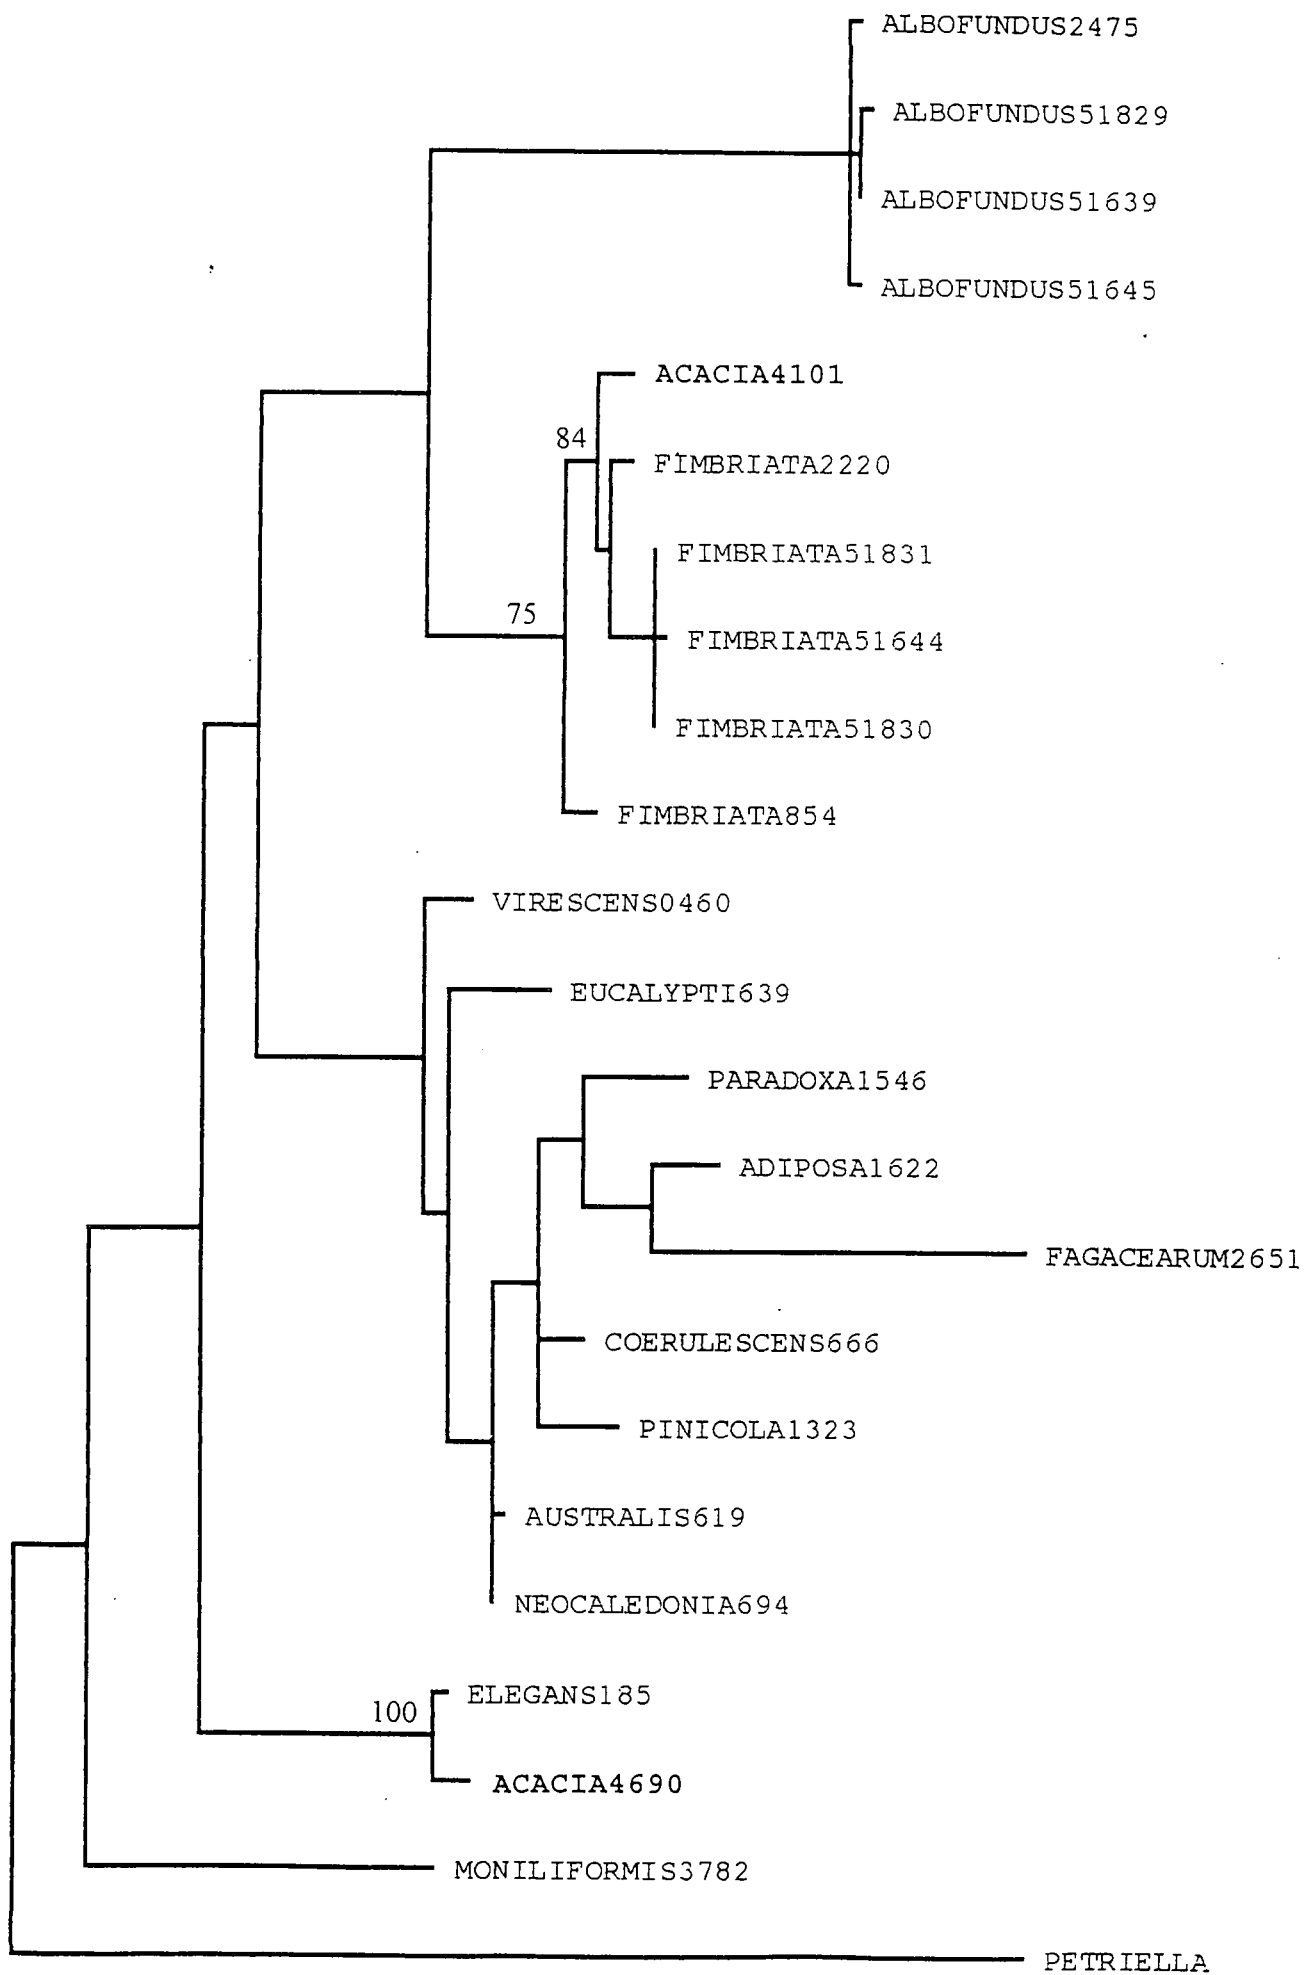 ALBOFUNDUS2475
ALBOFUNDUS51829
ALBOFUNDUS51639
ALBOFUNDUS51645
ACACIA4101
84
FIMBRIATA2220
FIMBRIATA51831
75
FIMBRIATA51644
FIMBRIATA51830
FIMBRIATA854
VIRESCENS0460
EUCALYPTI639
PARADOXA1546
ADIPOSA1622
FAGACEARUM2651
COERULESCENS666
PINICOLA1323
AUSTRALIS619
NEOCALEDONIA694
ELEGANS185
100
ACACIA4690
MONILIFORMIS3782
PETRIELLA